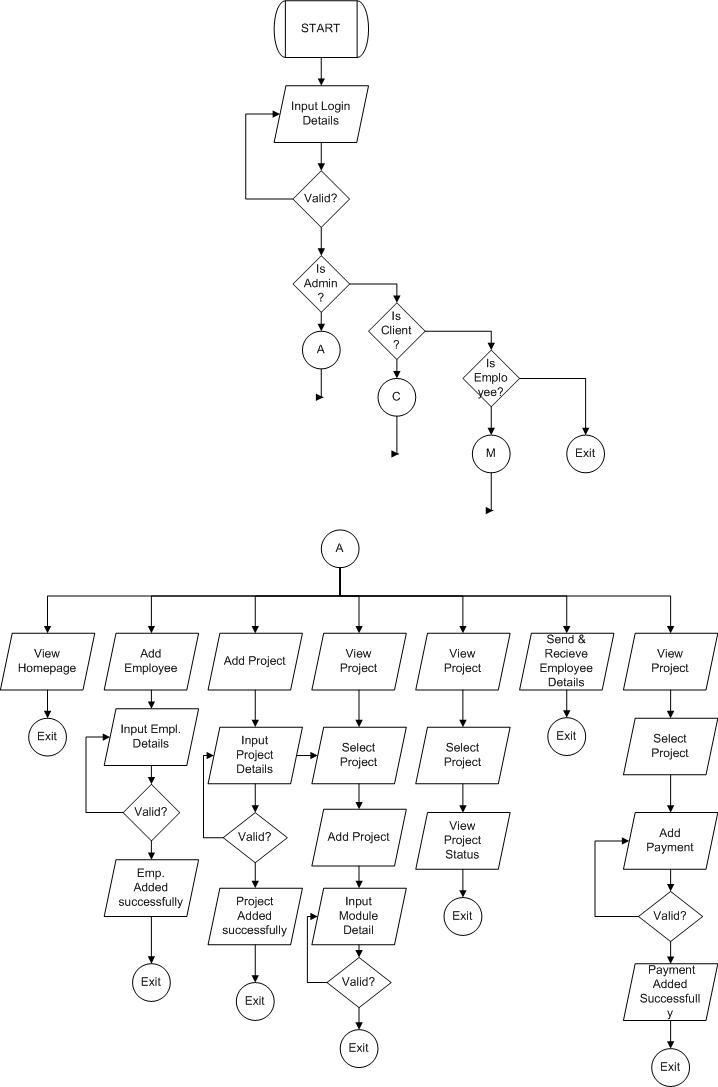 START
Input Login
Details
Valid?
Is
Admin
?
Is
Client
?
A
Is
Emplo
yee?
C
M
Exit
A
View
Homepage
Add
Employee
Add Project
View
Project
View
Project
Send &
Recieve
Employee
Details
View
Project
Exit
Input Empl.
Details
Input
Project
Details
Select
Project
Select
Project
Exit
Select
Project
Valid?
Valid?
Add Project
View
Project
Status
Add
Payment
Emp.
Added
successfully
Project
Added
successfully
Input
Module
Detail
Exit
Valid?
Exit
Exit
Valid?
Payment
Added
Successfull
y
Exit
Exit